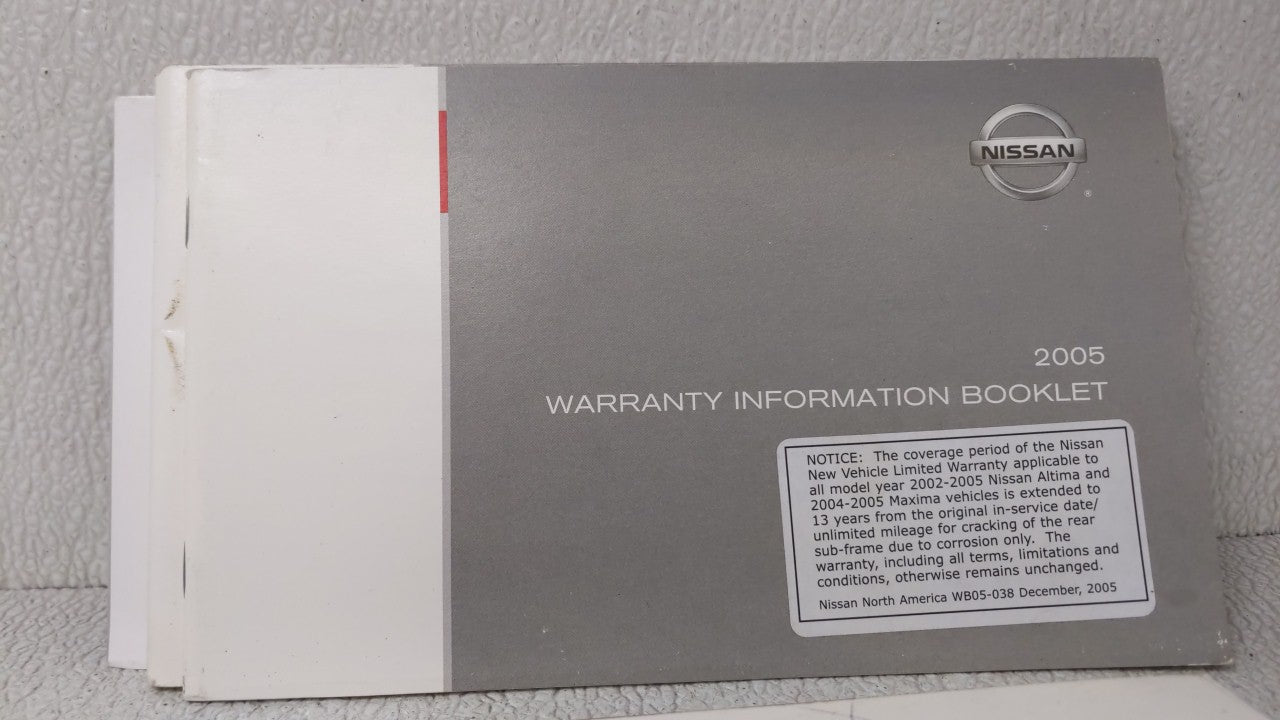 NISSAN
®
2005
WARRANTY INFORMATION BOOKLET
NOTICE: The coverage period of the Nissan
New Vehicle Limited Warranty applicable to
all model year 2002-2005 Nissan Altima and
2004-2005 Maxima vehicles is extended to
13 years from the original in-service date/
unlimited mileage for cracking of the rear
sub-frame due to corrosion only. The
warranty, including all terms, limitations and
conditions, otherwise remains unchanged.
Nissan North America WB05-038 December, 2005